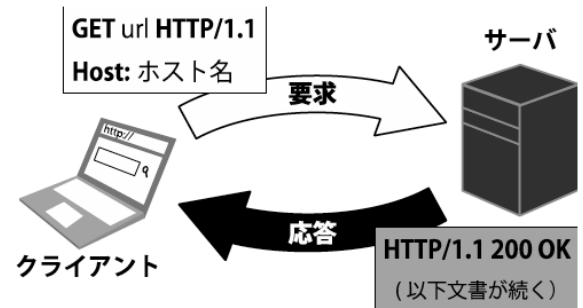 GET url HTTP/1.1
Host: ホスト名
サーバ
要求
http://
応答
クライアント
HTTP/1.1 200 OK
(以下文書が続く)